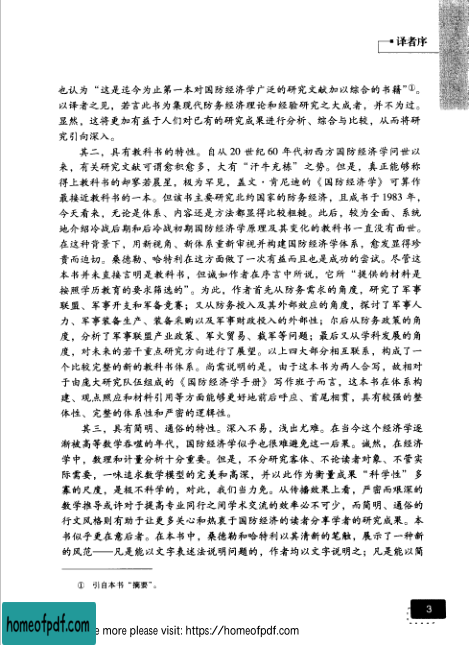 译者序
也认为“这是迄今为止第一本对国防经济学广泛的研究文献加以综合的书籍”①。
以译者之见，若言此书为集现代防务经济理论和经验研究之大成者，并不为过。
显然，这将更加有益于人们对已有的研究成果进行分析、综合与比较，从而将研
究引向深入。
其二，具有教科书的特性。自从 20 世纪 60 年代初西方国防经济学问世以
来，有关研究文献可谓愈积愈多，大有“汗牛充栋”之势。但是，真正能够称
得上教科书的却寥若晨星，极为罕见，盖文·肯尼迪的《国防经济学》可算作
最接近教科书的一本。但该书主要研究北约国家的防务经济，且成书于 1983 年，
今天看来，无论是体系、内容还是方法都显得比较粗糙。此后，较为全面、系统
地介绍冷战后期和后冷战初期国防经济学原理及其变化的教科书一直没有面世。
在这种背景下，用新视角、新体系重新审视并构建国防经济学体系，愈发显得珍
贵而迫切。桑德勒、哈特利在这方面做了一次有益而且也是成功的尝试。尽管这
本书并未直接言明是教科书，但诚如作者在序言中所说，它所“提供的材料是
按照学历教育的要求筛选的”。为此，作者首先从防务需求的角度，研究了军事
联盟、军事开支和军备竞赛；又从防务投入及其外部效应的角度，探讨了军事人
力、军事装备生产、装备采购以及军事财政投入的外部性；尔后从防务政策的角
度，分析了军事联盟产业政策、军火贸易、裁军等问题；最后又从学科发展的角
度，对未来的若干重点研究方向进行了展望。以上四大部分相互联系，构成了一
个比较完整的新的教科书体系。尚需说明的是，由于这本书为两人合写，故相对
于由庞大研究队伍组成的《国防经济学手册》写作班子而言，这本书在体系构
建、观点照应和材料引用等方面能够更好地前后呼应、首尾相贯，具有较强的整
体性、完整的体系性和严密的逻辑性。
其三，具有简明、通俗的特性。深入不易，浅出尤难。在当今这个经济学逐
渐被高等数学吞噬的年代，国防经济学似乎也很难避免这一后果。诚然，在经济
学中，数理和计量分析十分重要。但是，不分研究客体、不论读者对象、不管实
际需要，一味追求数学模型的完美和高深，并以此作为衡量成果“科学性”多
寡的尺度，是极不科学的，对此，我们当力免。从传播效果上看，严密而艰深的
数学推导或许对于提高专业同行之间学术交流的效率必不可少，而简明、通俗的
行文风格则有助于让更多关心和热衷于国防经济的读者分享学者的研究成果。本
书似乎更在意后者。在本书中，桑德勒和哈特利以其清新的笔触，展示了一种新
的风范——凡是能以文字表述法说明问题的，作者均以文字说明之；凡是能以简
① 引自本书“摘要”。
3
homeofpdf.com
e more please visit: https://homeofpdf.com